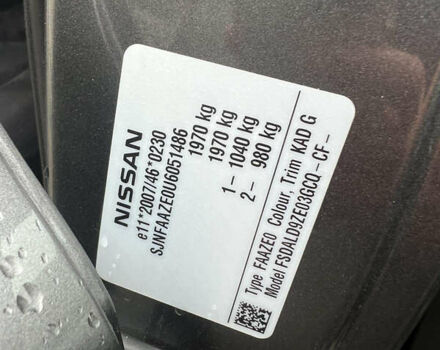 NISSAN
e11*2007/46*0230
SJNFAAZE0U6051486
1970 kg
1970 kg
1- 1040 kg
2- 980 kg
Type FAAZE0 Colour, Trim KAD G
Model FSDALD9ZE03GCQ -CF-